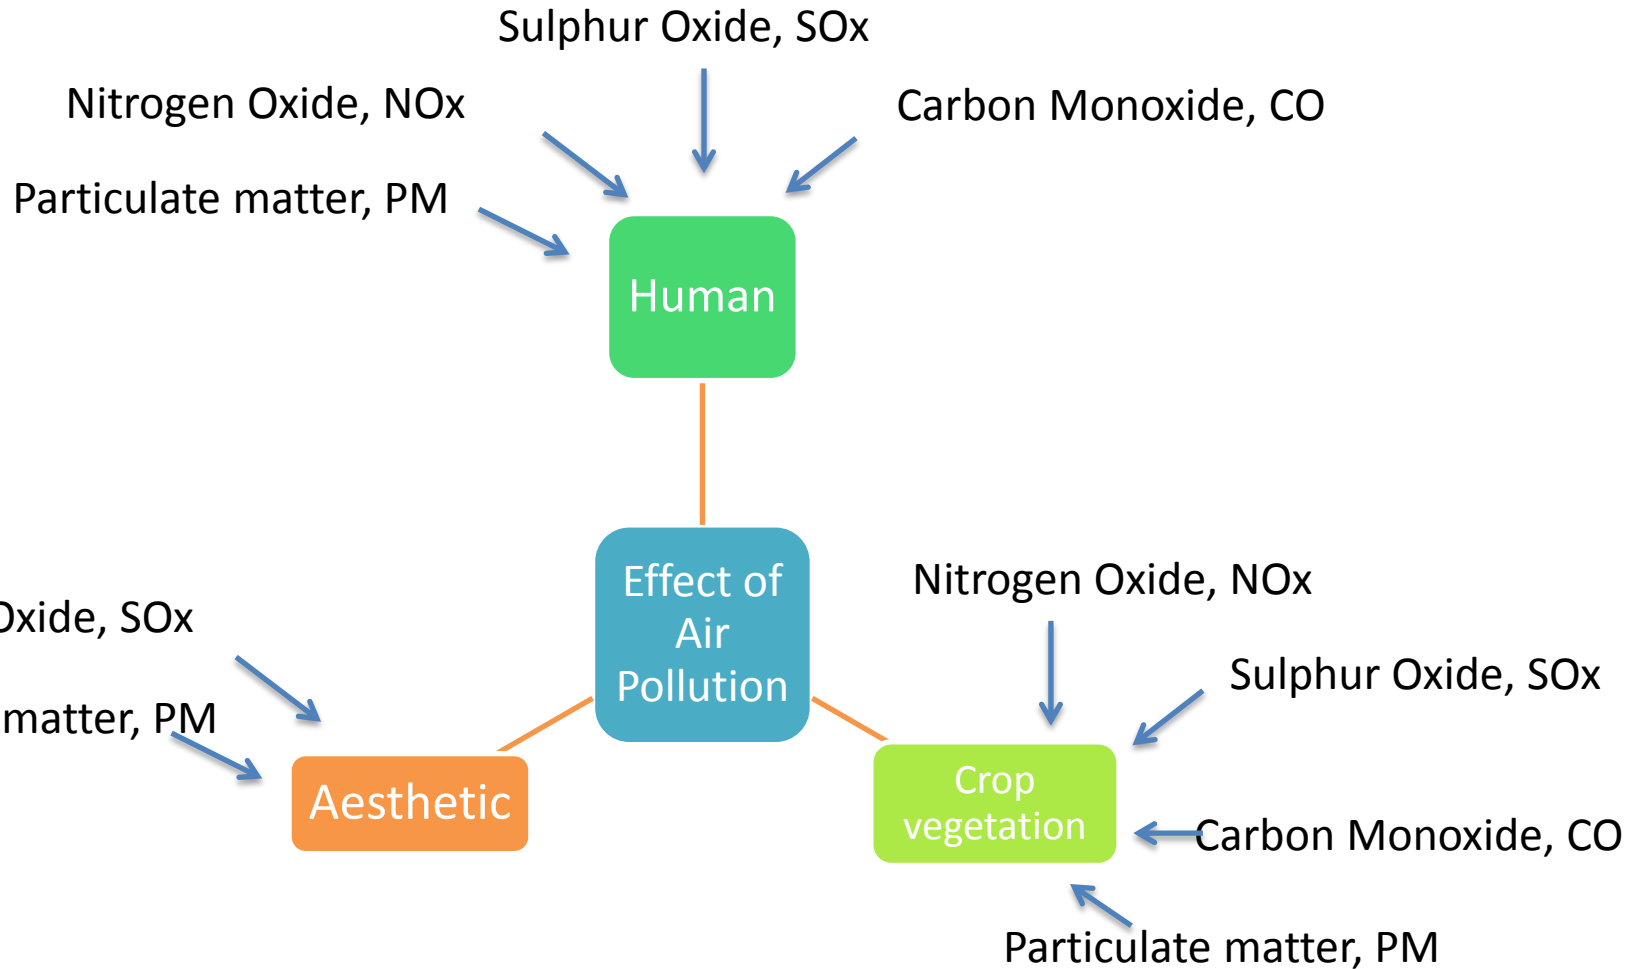 Sulphur Oxide, SOx
Nitrogen Oxide, NOx
Carbon Monoxide, CO
Particulate matter, PM
Human
Effect of
Air
Pollution
Nitrogen Oxide, NOx
Oxide, SOx
Sulphur Oxide, SOx
matter, PM
Aesthetic
Crop
vegetation
Carbon Monoxide, CO
Particulate matter, PM